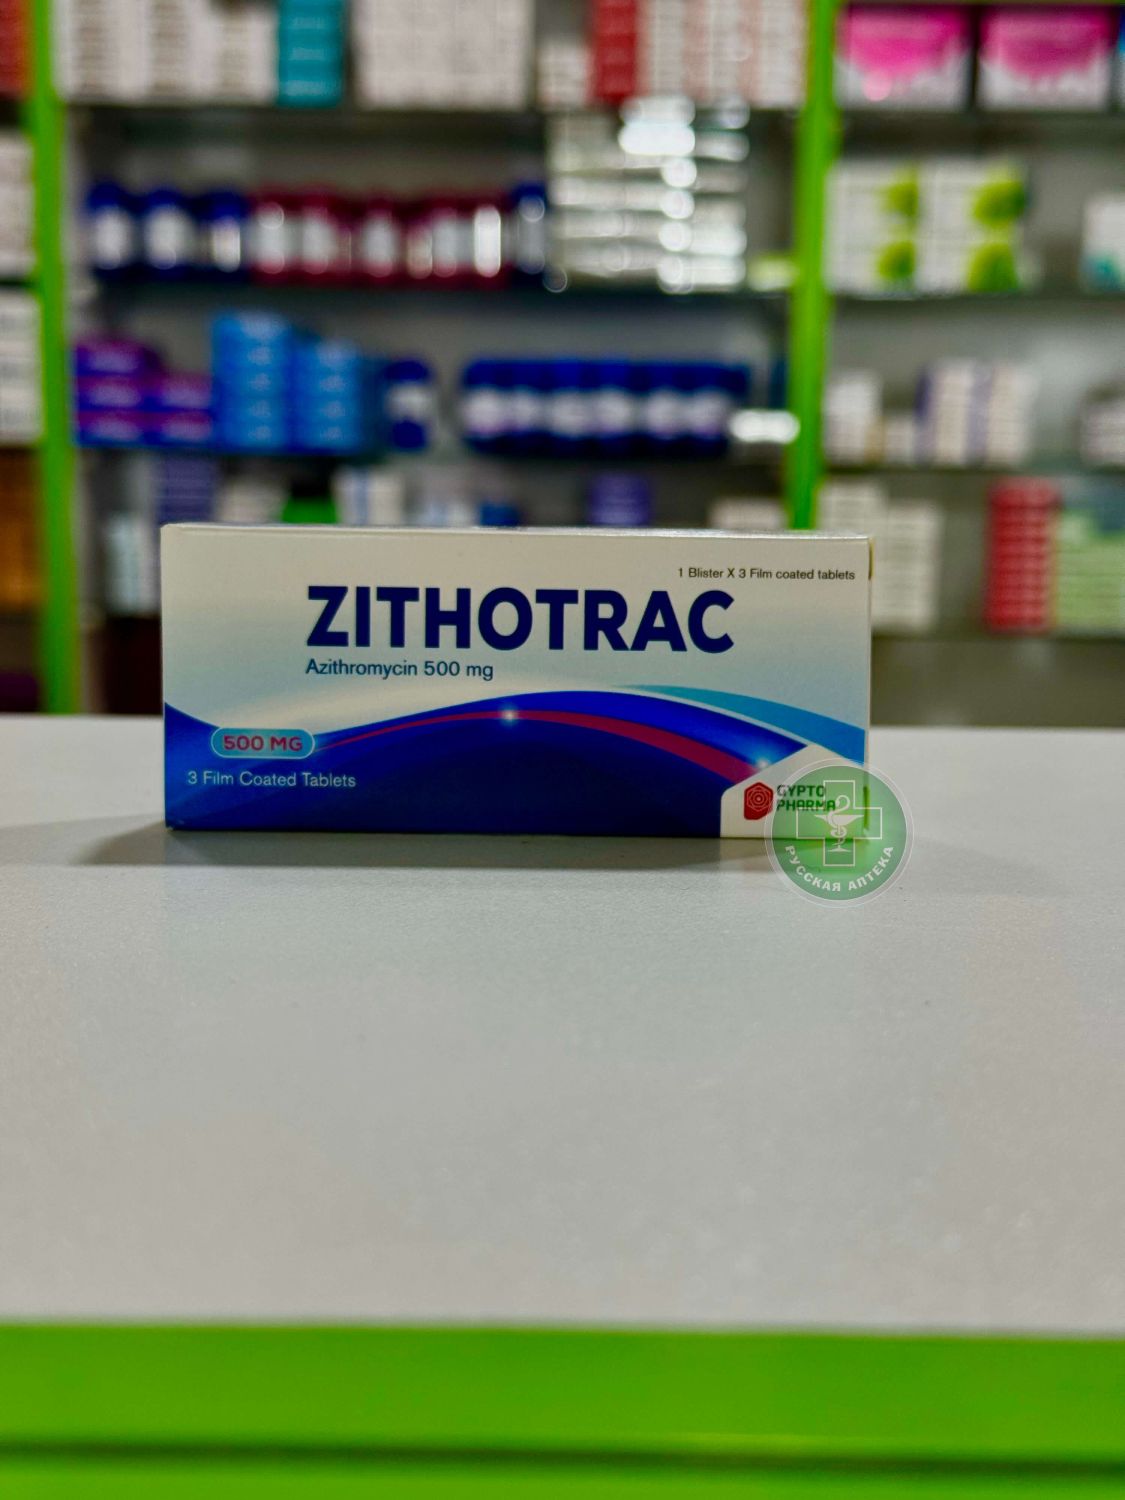 1 Blister X 3 Film coated tablets
ZITHOTRAC
Azithromycin 500 mg
500 MG
3 Film Coated Tablets
GYPTO
PHARMA
РУССКАЯ АПТЕКА